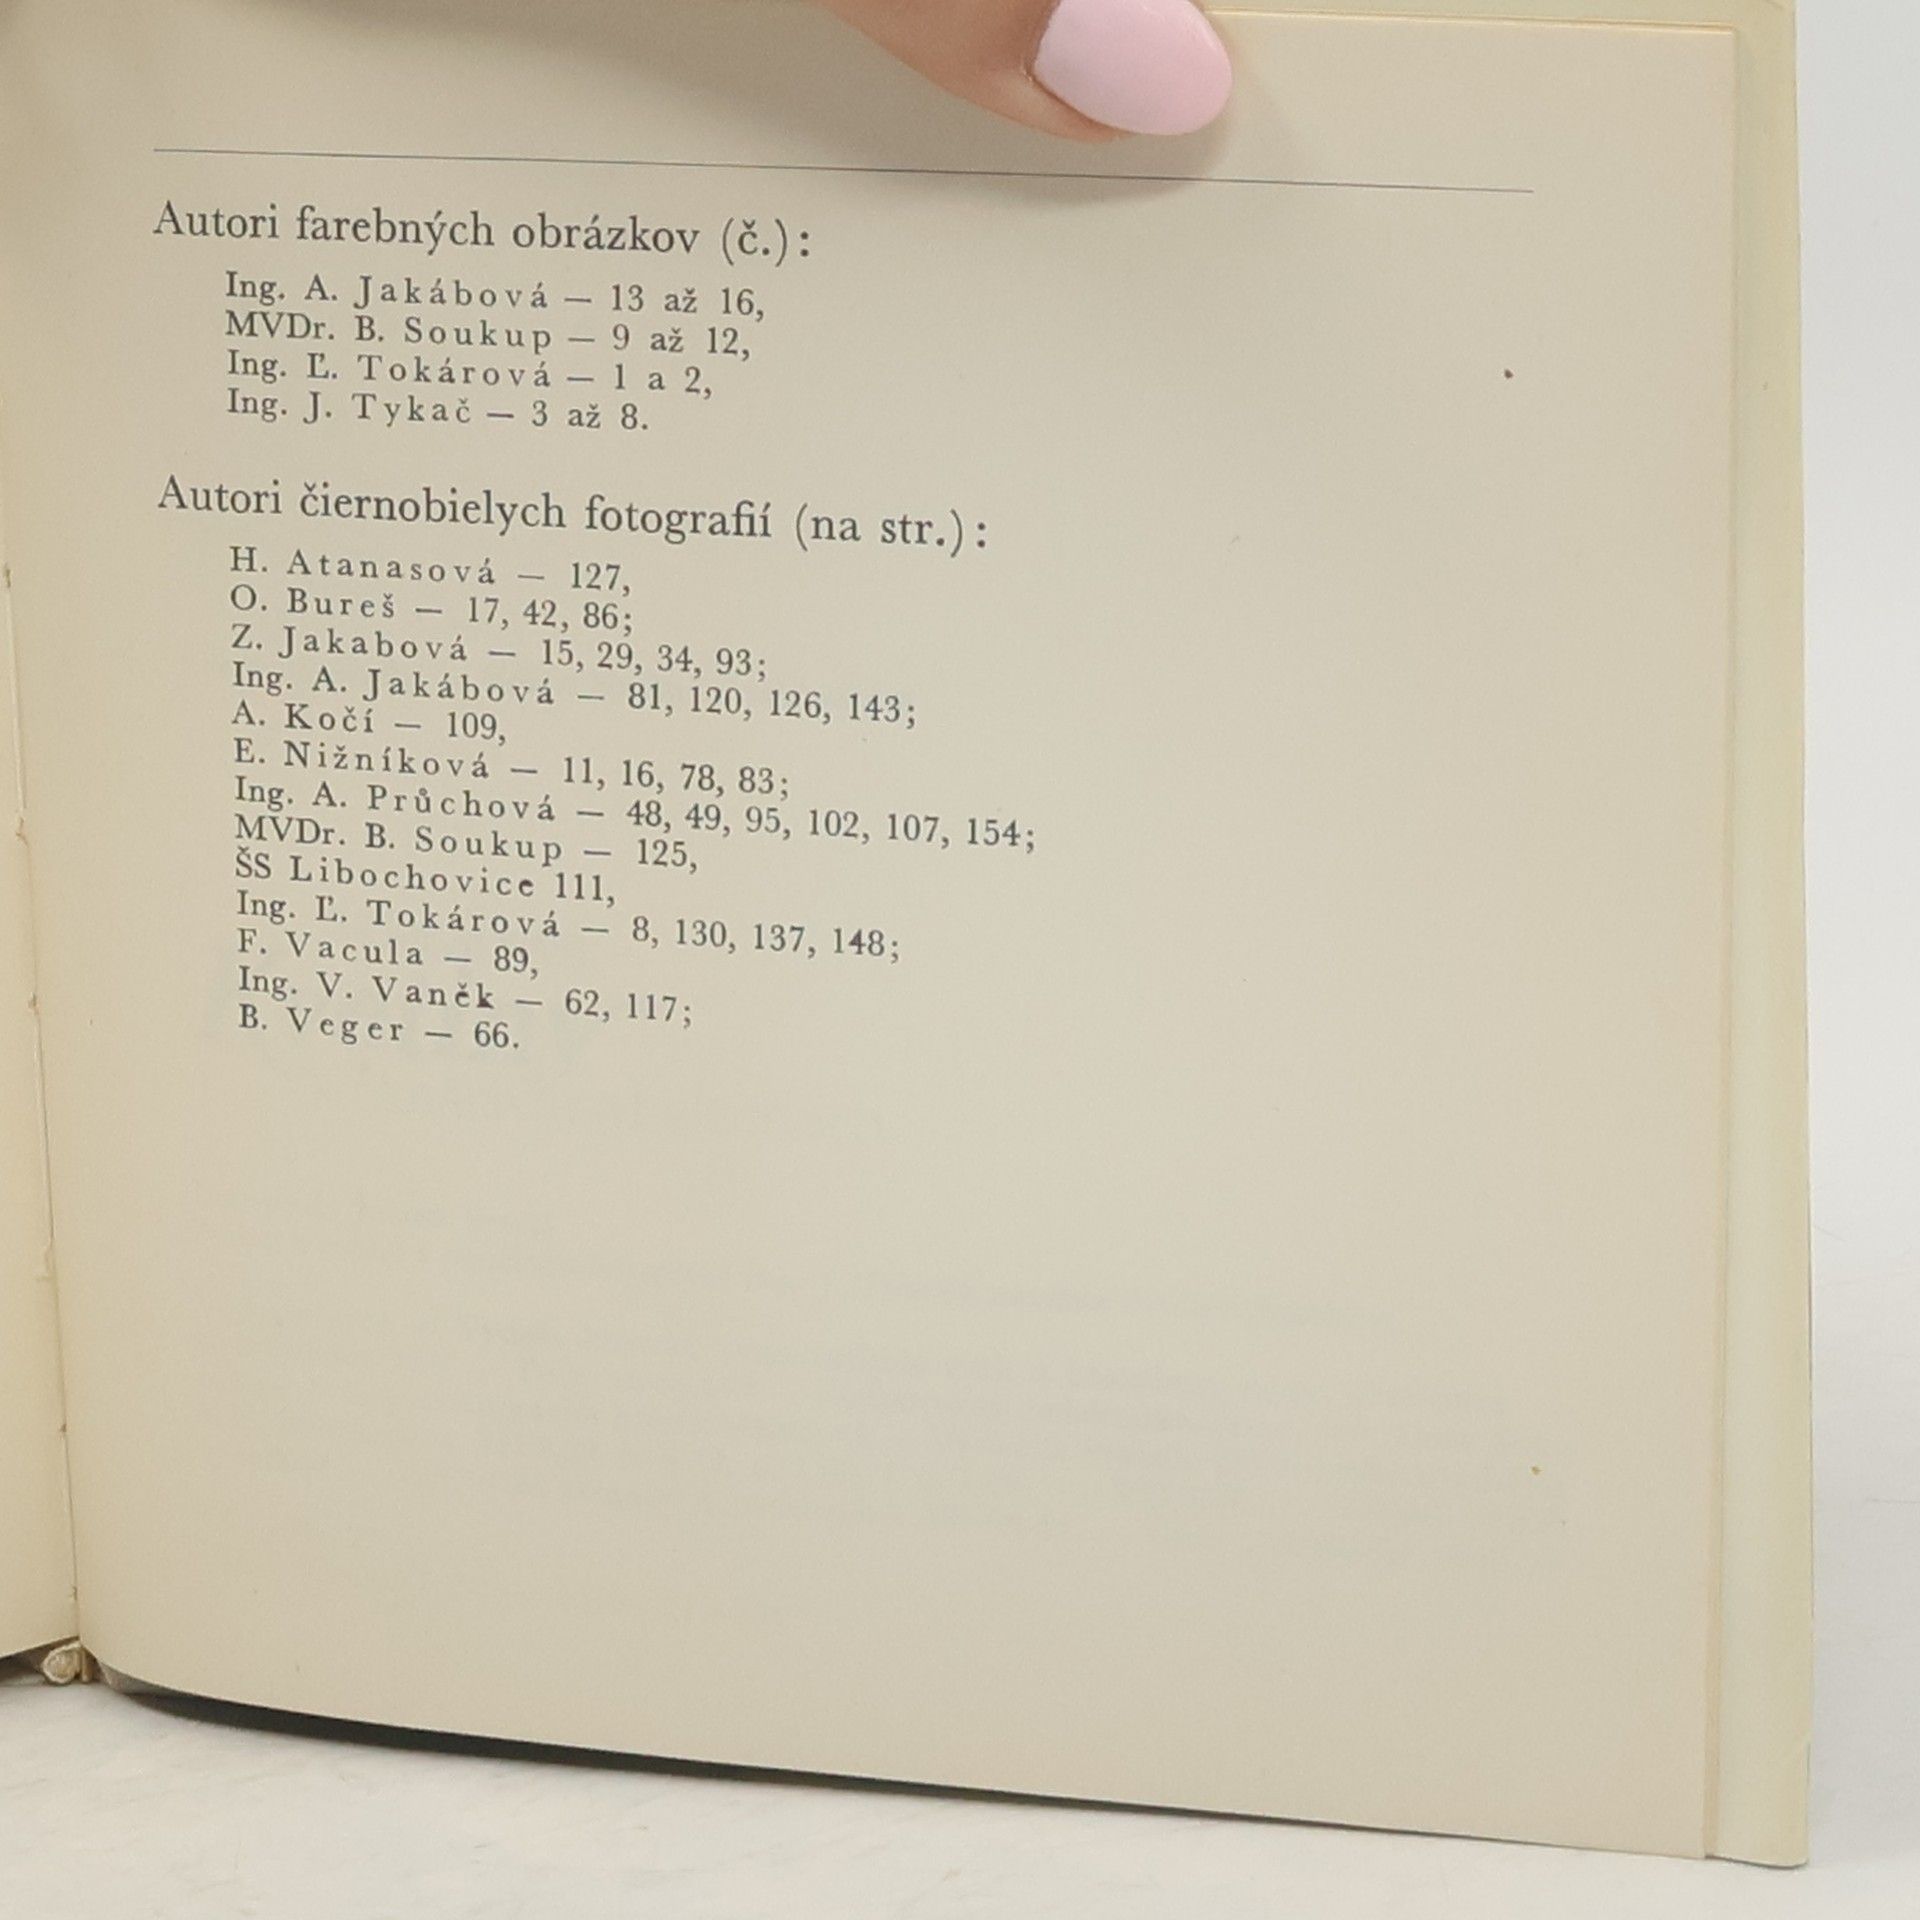 Autori farebných obrázkov (č.):
Ing. A. Jakábová — 13 až 16,
MVDr. B. Soukup — 9 až 12,
Ing. Ľ. Tokárová — 1 a 2,
Ing. J. Tykač — 3 až 8.
Autori čiernobielych fotografií (na str.):
H. Atanasová — 127,
O. Bureš — 17, 42, 86;
Z. Jakabová — 15, 29, 34, 93;
Ing. A. Jakábová — 81, 120, 126, 143;
A. Kočí — 109,
E. Nižníková — 11, 16, 78, 83;
Ing. A. Průchová — 48, 49, 95, 102, 107, 154;
MVDr. B. Soukup — 125,
ŠS Libochovice 111,
Ing. Ľ. Tokárová — 8, 130, 137, 148;
F. Vacula — 89,
Ing. V. Vaněk — 62, 117;
B. Veger — 66.